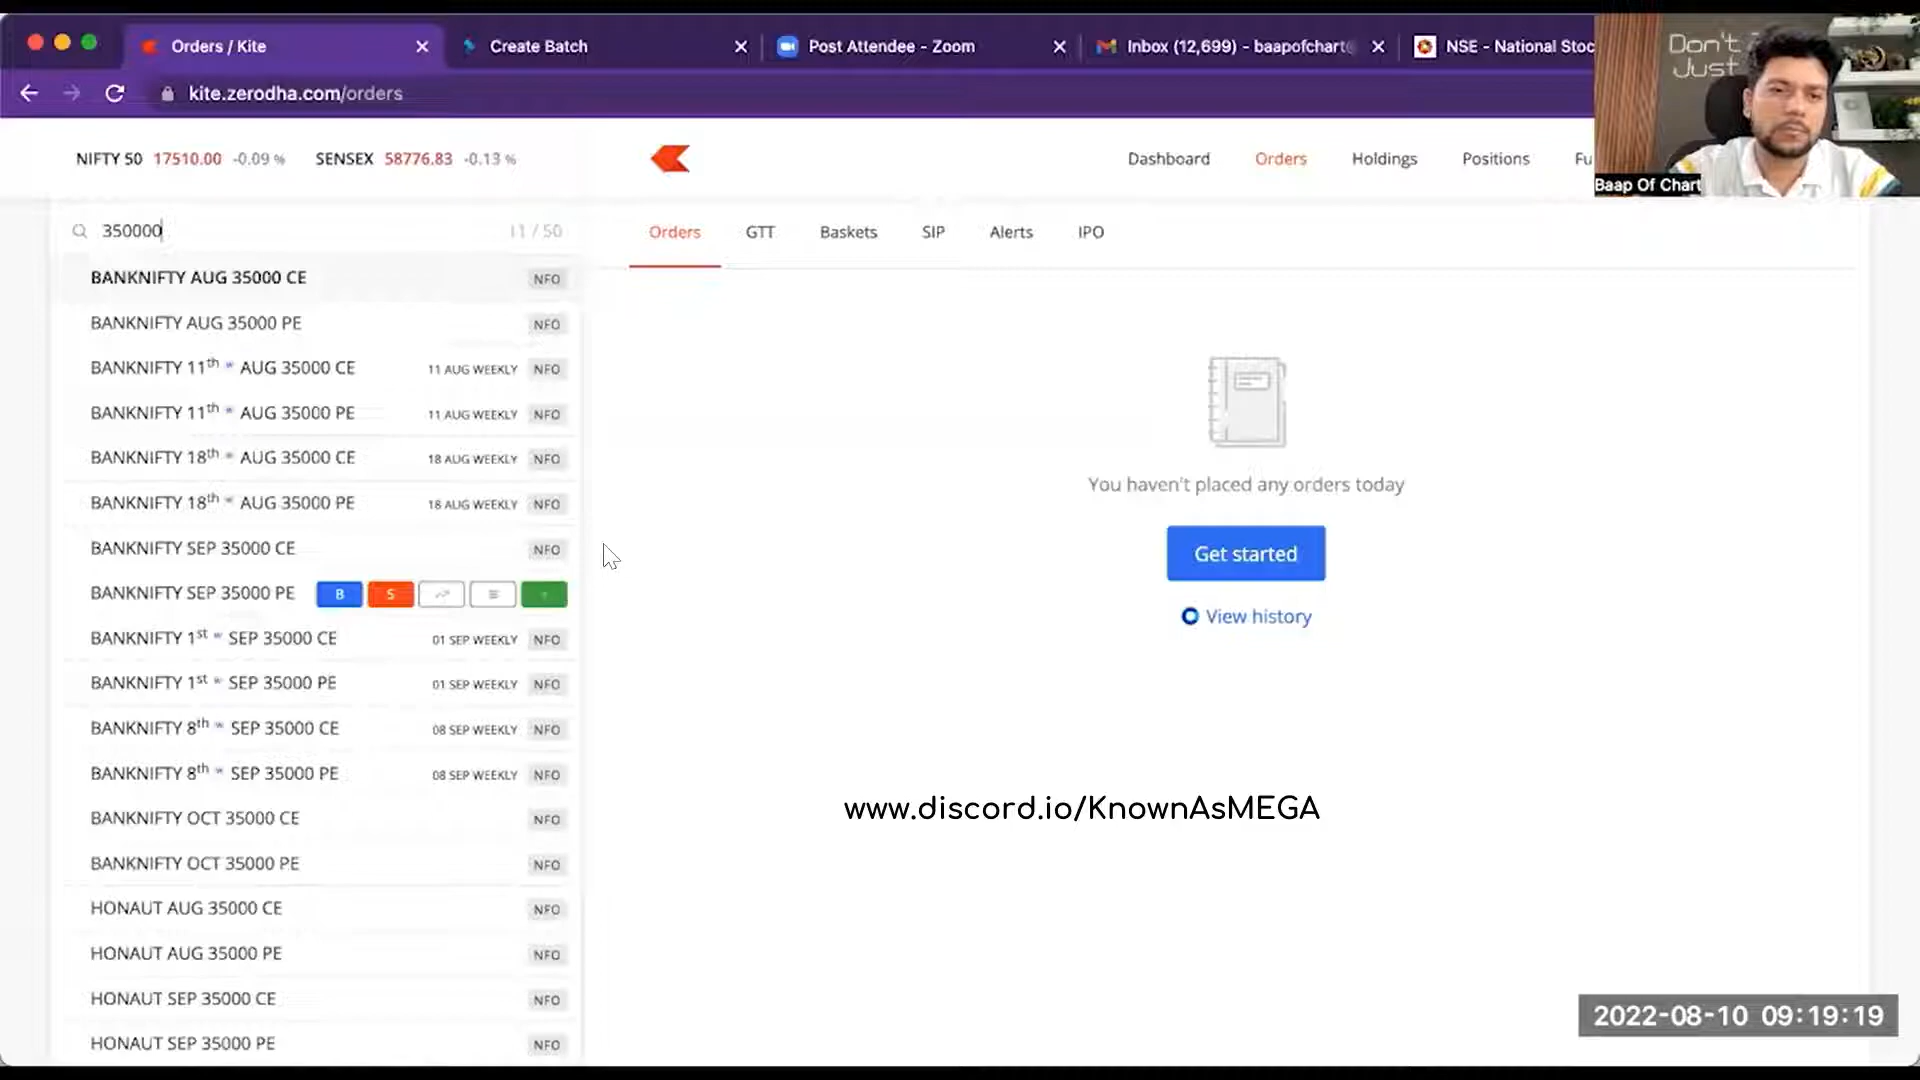 Orders / Kite
Create Batch
Post Attendee - Zoom
Inbox (12,699) - baapofchart@
NSE - National Stoc
kite.zerodha.com/orders
Don't
Just
Baap Of Chart
NIFTY 50 17510.00 -0.09 %
SENSEX 58776.83 -0.13 %
Dashboard
Orders
Holdings
Positions
Fu
350000
11 / 50
Orders
GTT
Baskets
SIP
Alerts
IPO
BANKNIFTY AUG 35000 CE NFO
BANKNIFTY AUG 35000 PE NFO
BANKNIFTY 11th w AUG 35000 CE 11 AUG WEEKLY NFO
BANKNIFTY 11th w AUG 35000 PE 11 AUG WEEKLY NFO
BANKNIFTY 18th w AUG 35000 CE 18 AUG WEEKLY NFO
BANKNIFTY 18th w AUG 35000 PE 18 AUG WEEKLY NFO
BANKNIFTY SEP 35000 CE NFO
BANKNIFTY SEP 35000 PE B S
BANKNIFTY 1st w SEP 35000 CE 01 SEP WEEKLY NFO
BANKNIFTY 1st w SEP 35000 PE 01 SEP WEEKLY NFO
BANKNIFTY 8th w SEP 35000 CE 08 SEP WEEKLY NFO
BANKNIFTY 8th w SEP 35000 PE 08 SEP WEEKLY NFO
BANKNIFTY OCT 35000 CE NFO
BANKNIFTY OCT 35000 PE NFO
HONAUT AUG 35000 CE NFO
HONAUT AUG 35000 PE NFO
HONAUT SEP 35000 CE NFO
HONAUT SEP 35000 PE NFO
You haven't placed any orders today
Get started
View history
www.discord.io/KnownAsMEGA
2022-08-10 09:19:19